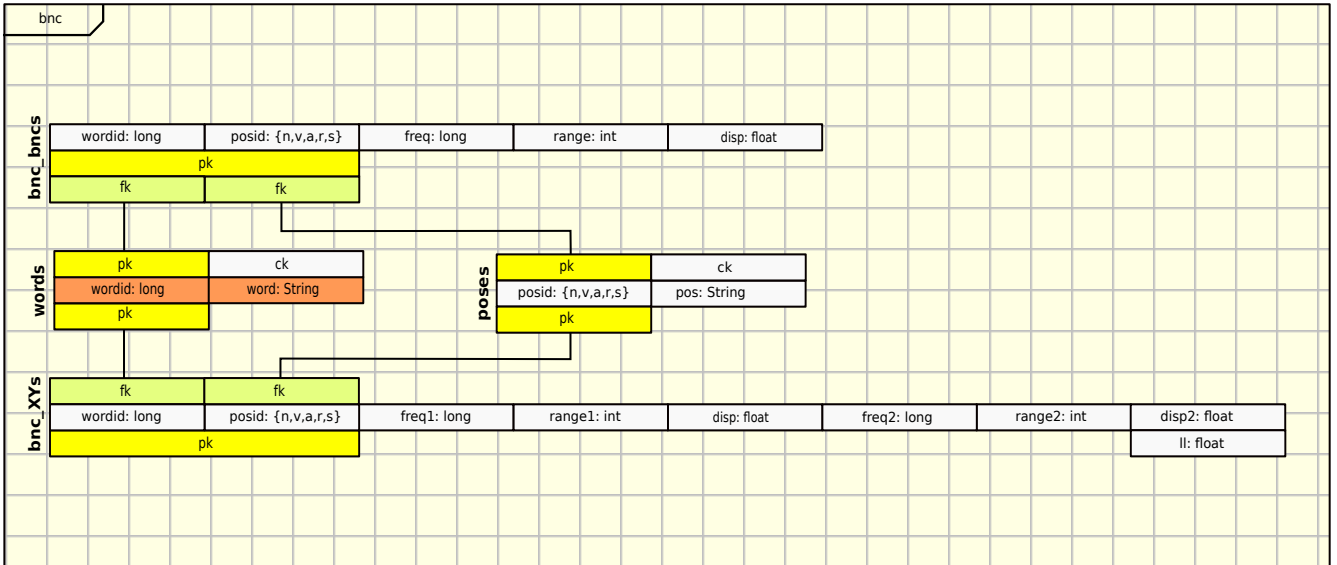 bnc
bnc_bncs
wordid: long posid: {n,v,a,r,s} freq: long range: int disp: float
pk
fk fk
words
pk ck
wordid: long word: String
pk
poses
pk ck
posid: {n,v,a,r,s} pos: String
pk
bnc_XYs
fk fk
wordid: long posid: {n,v,a,r,s} freq1: long range1: int disp: float freq2: long range2: int disp2: float
pk ll: float